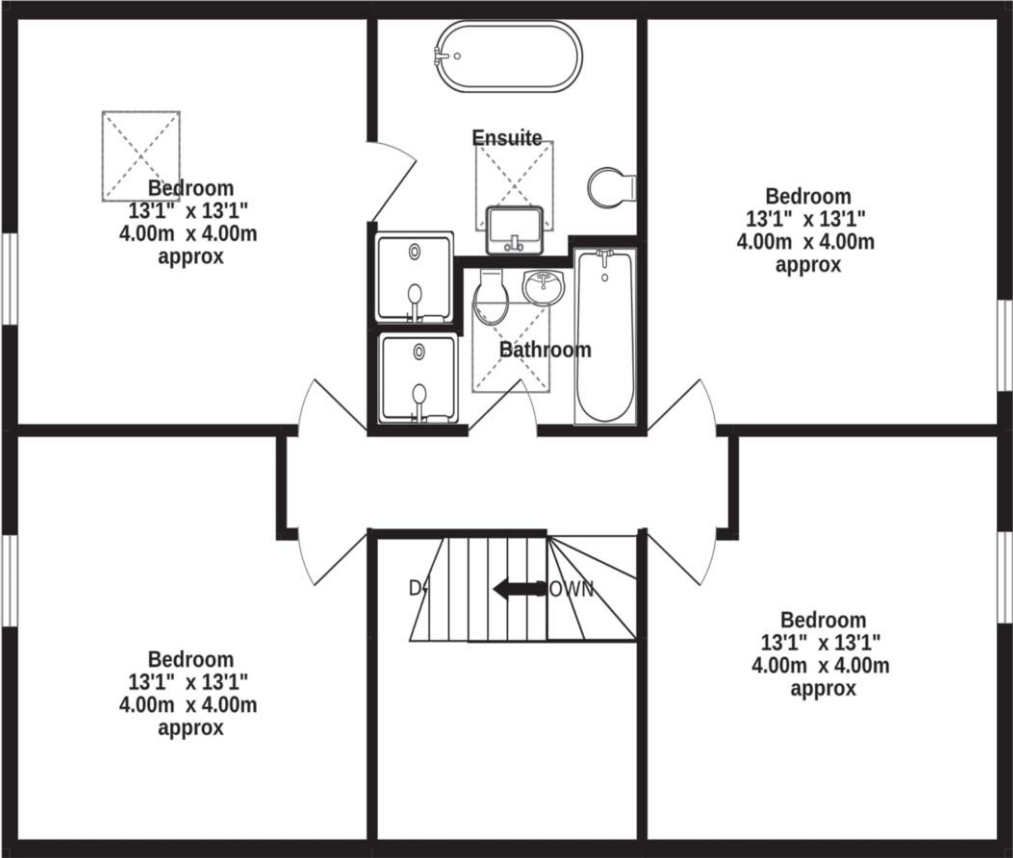 Ensuite
Bedroom
13'1" x 13'1"
4.00m x 4.00m
approx
Bedroom
13'1" x 13'1"
4.00m x 4.00m
approx
Bathroom
DOWN
Bedroom
13'1" x 13'1"
4.00m x 4.00m
approx
Bedroom
13'1" x 13'1"
4.00m x 4.00m
approx